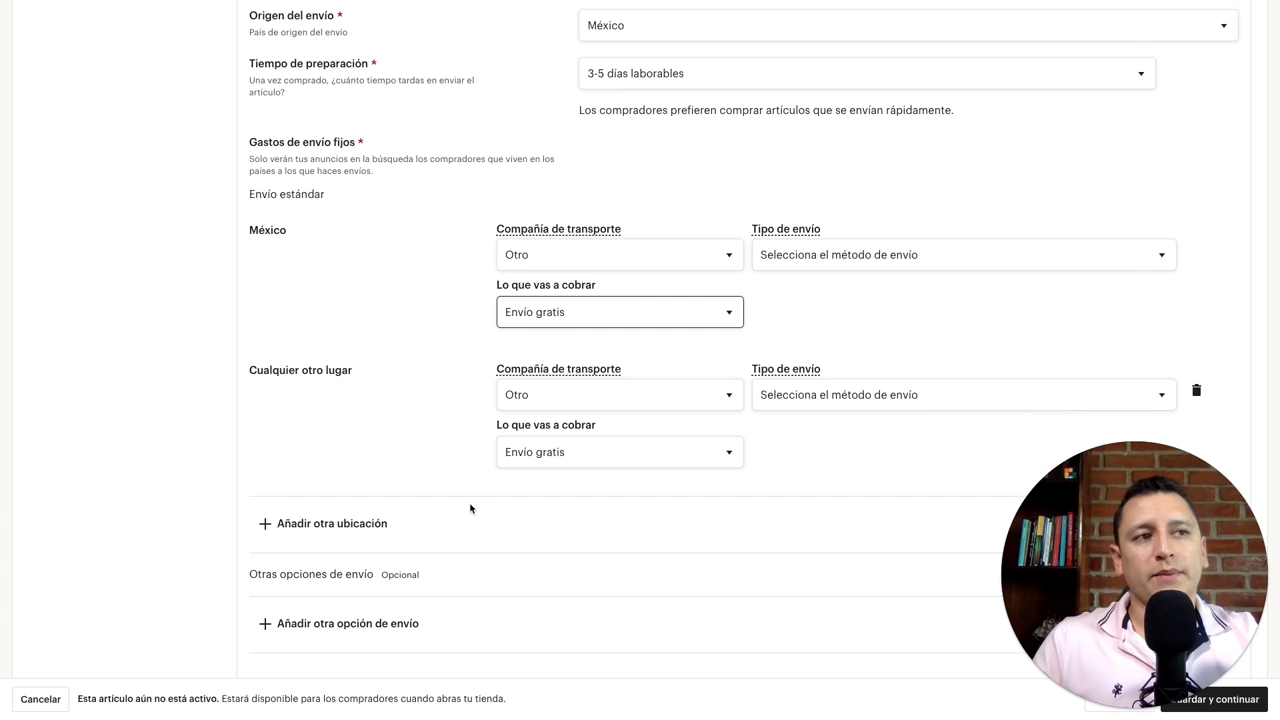 Origen del envío *
País de origen del envío
México
Tiempo de preparación *
Una vez comprado, ¿cuánto tiempo tardas en enviar el
artículo?
3-5 días laborables
Los compradores prefieren comprar artículos que se envían rápidamente.
Gastos de envío fijos *
Solo verán tus anuncios en la búsqueda los compradores que viven en los
países a los que haces envíos.
Envío estándar
México
Compañía de transporte
Tipo de envío
Otro
Selecciona el método de envío
Lo que vas a cobrar
Envío gratis
Cualquier otro lugar
Compañía de transporte
Tipo de envío
Otro
Selecciona el método de envío
Lo que vas a cobrar
Envío gratis
Añadir otra ubicación
Otras opciones de envío Opcional
Añadir otra opción de envío
Cancelar
Esta artículo aún no está activo. Estará disponible para los compradores cuando abras tu tienda.
y continuar